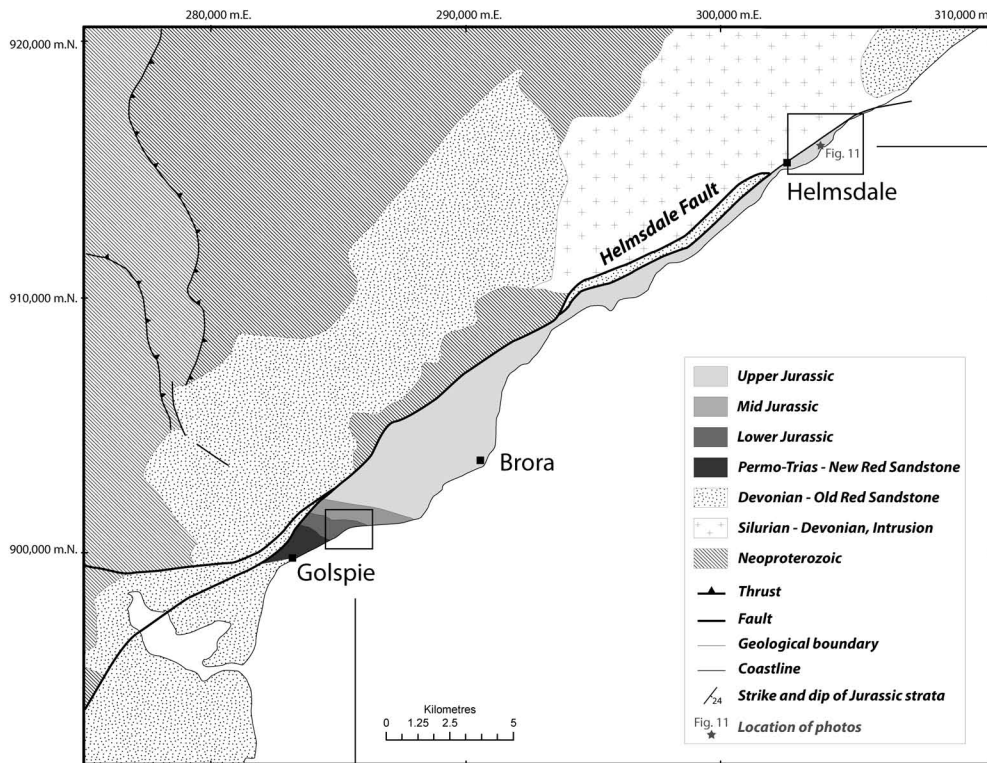 280,000 m.E.
290,000 m.E.
300,000 m.E.
310,000 m.E.
920,000 m.N.
910,000 m.N.
900,000 m.N.
Fig. 11
Helmsdale
Helmsdale Fault
Brora
Golspie
Kilometres
0 1.25 2.5 5
Upper Jurassic
Mid Jurassic
Lower Jurassic
Permo-Trias - New Red Sandstone
Devonian - Old Red Sandstone
Silurian - Devonian, Intrusion
Neoproterozoic
Thrust
Fault
Geological boundary
Coastline
24 Strike and dip of Jurassic strata
Fig. 11 Location of photos